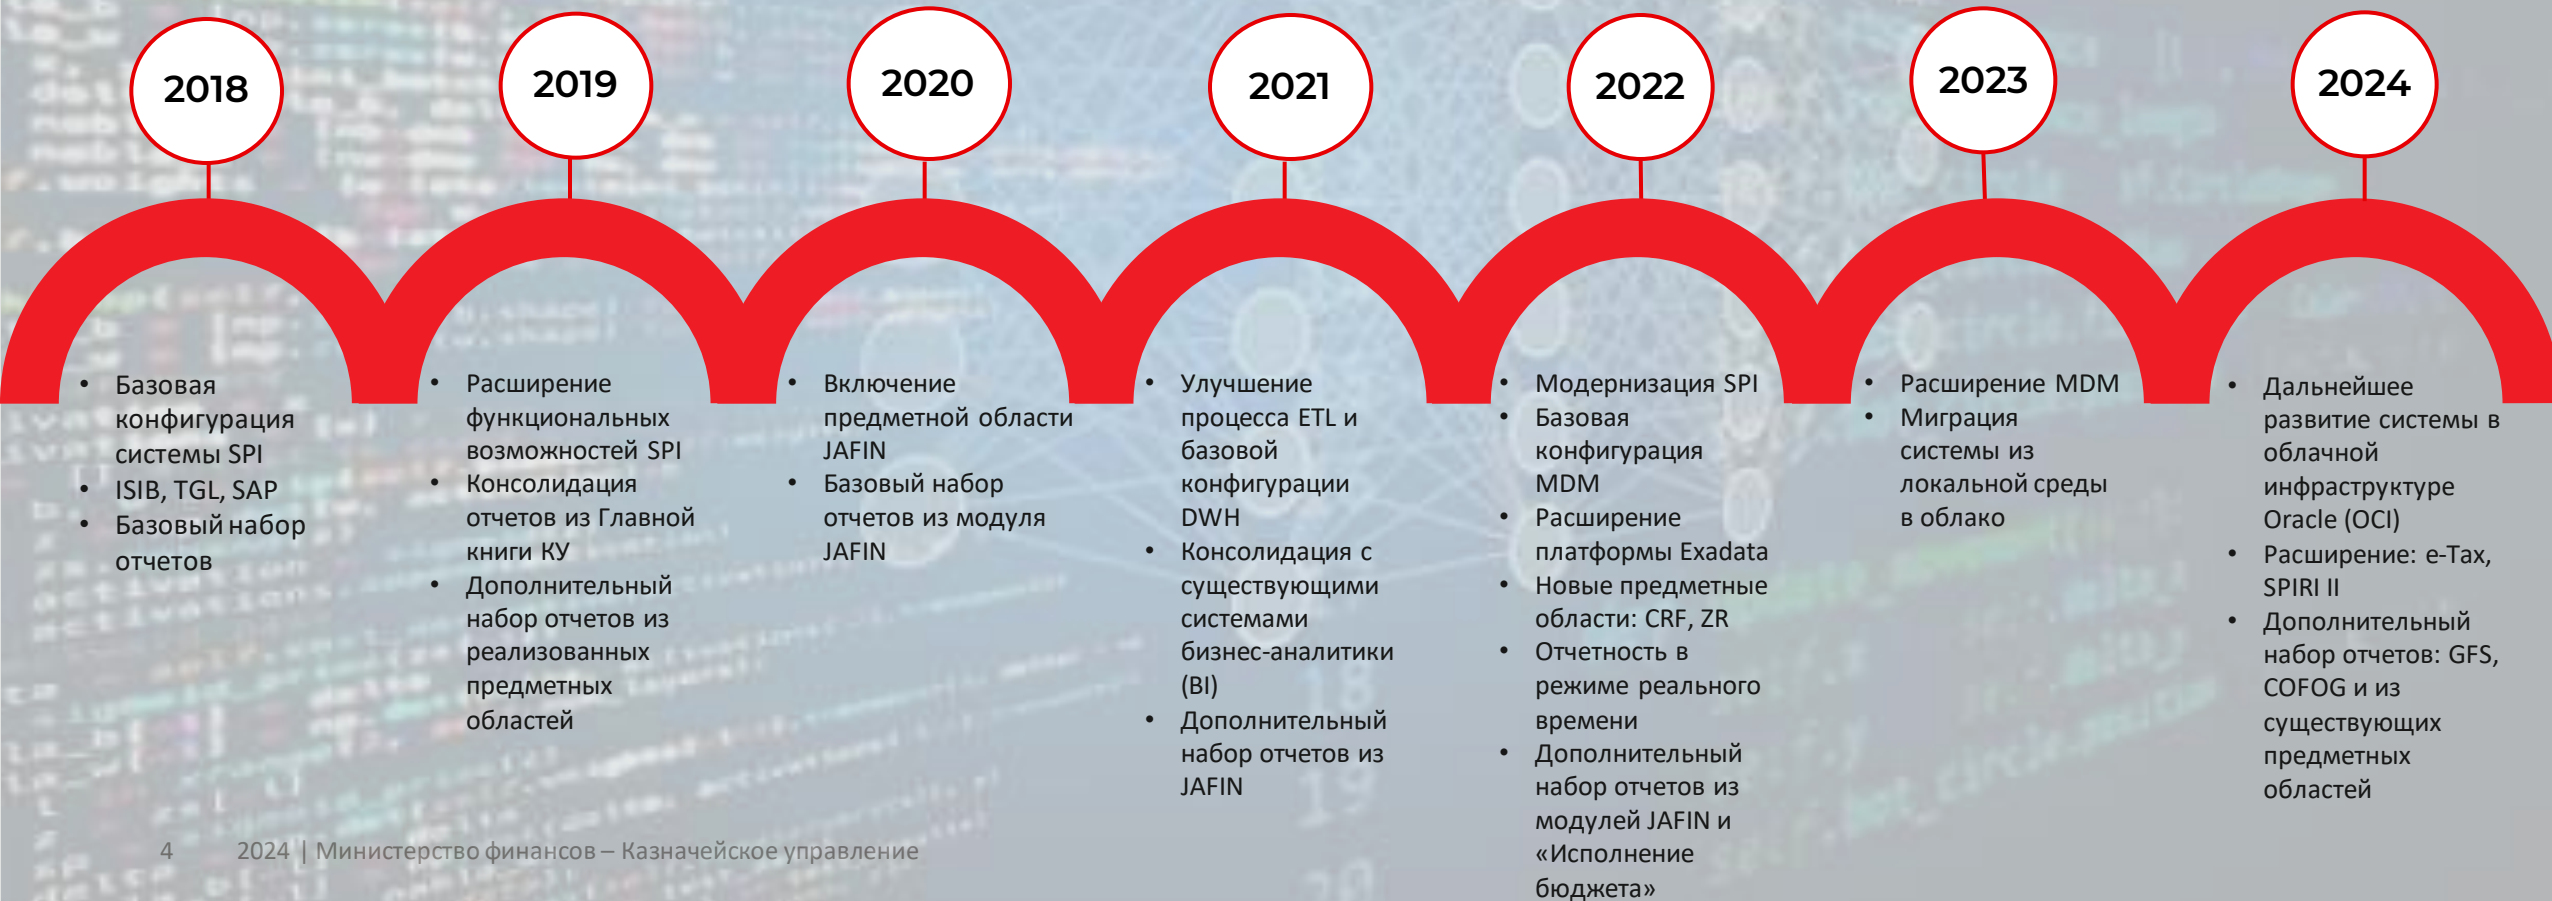 2018
2019
2020
2021
2022
2023
2024
• Базовая
конфигурация
системы SPI
• ISIB, TGL, SAP
• Базовый набор
отчетов
• Расширение
функциональных
возможностей SPI
• Консолидация
отчетов из Главной
книги КУ
• Дополнительный
набор отчетов из
реализованных
предметных
областей
• Включение
предметной области
JAFIN
• Базовый набор
отчетов из модуля
JAFIN
• Улучшение
процесса ETL и
базовой
конфигурации
DWH
• Консолидация с
существующими
системами
бизнес-аналитики
(BI)
• Дополнительный
набор отчетов из
JAFIN
• Модернизация SPI
• Базовая
конфигурация
MDM
• Расширение
платформы Exadata
• Новые предметные
области: CRF, ZR
• Отчетность в
режиме реального
времени
• Дополнительный
набор отчетов из
модулей JAFIN и
«Исполнение
бюджета»
• Расширение MDM
• Миграция
системы из
локальной среды
в облако
• Дальнейшее
развитие системы в
облачной
инфраструктуре
Oracle (OCI)
• Расширение: e-Tax,
SPIRI II
• Дополнительный
набор отчетов: GFS,
COFOG и из
существующих
предметных
областей
4 2024 | Министерство финансов – Казначейское управление